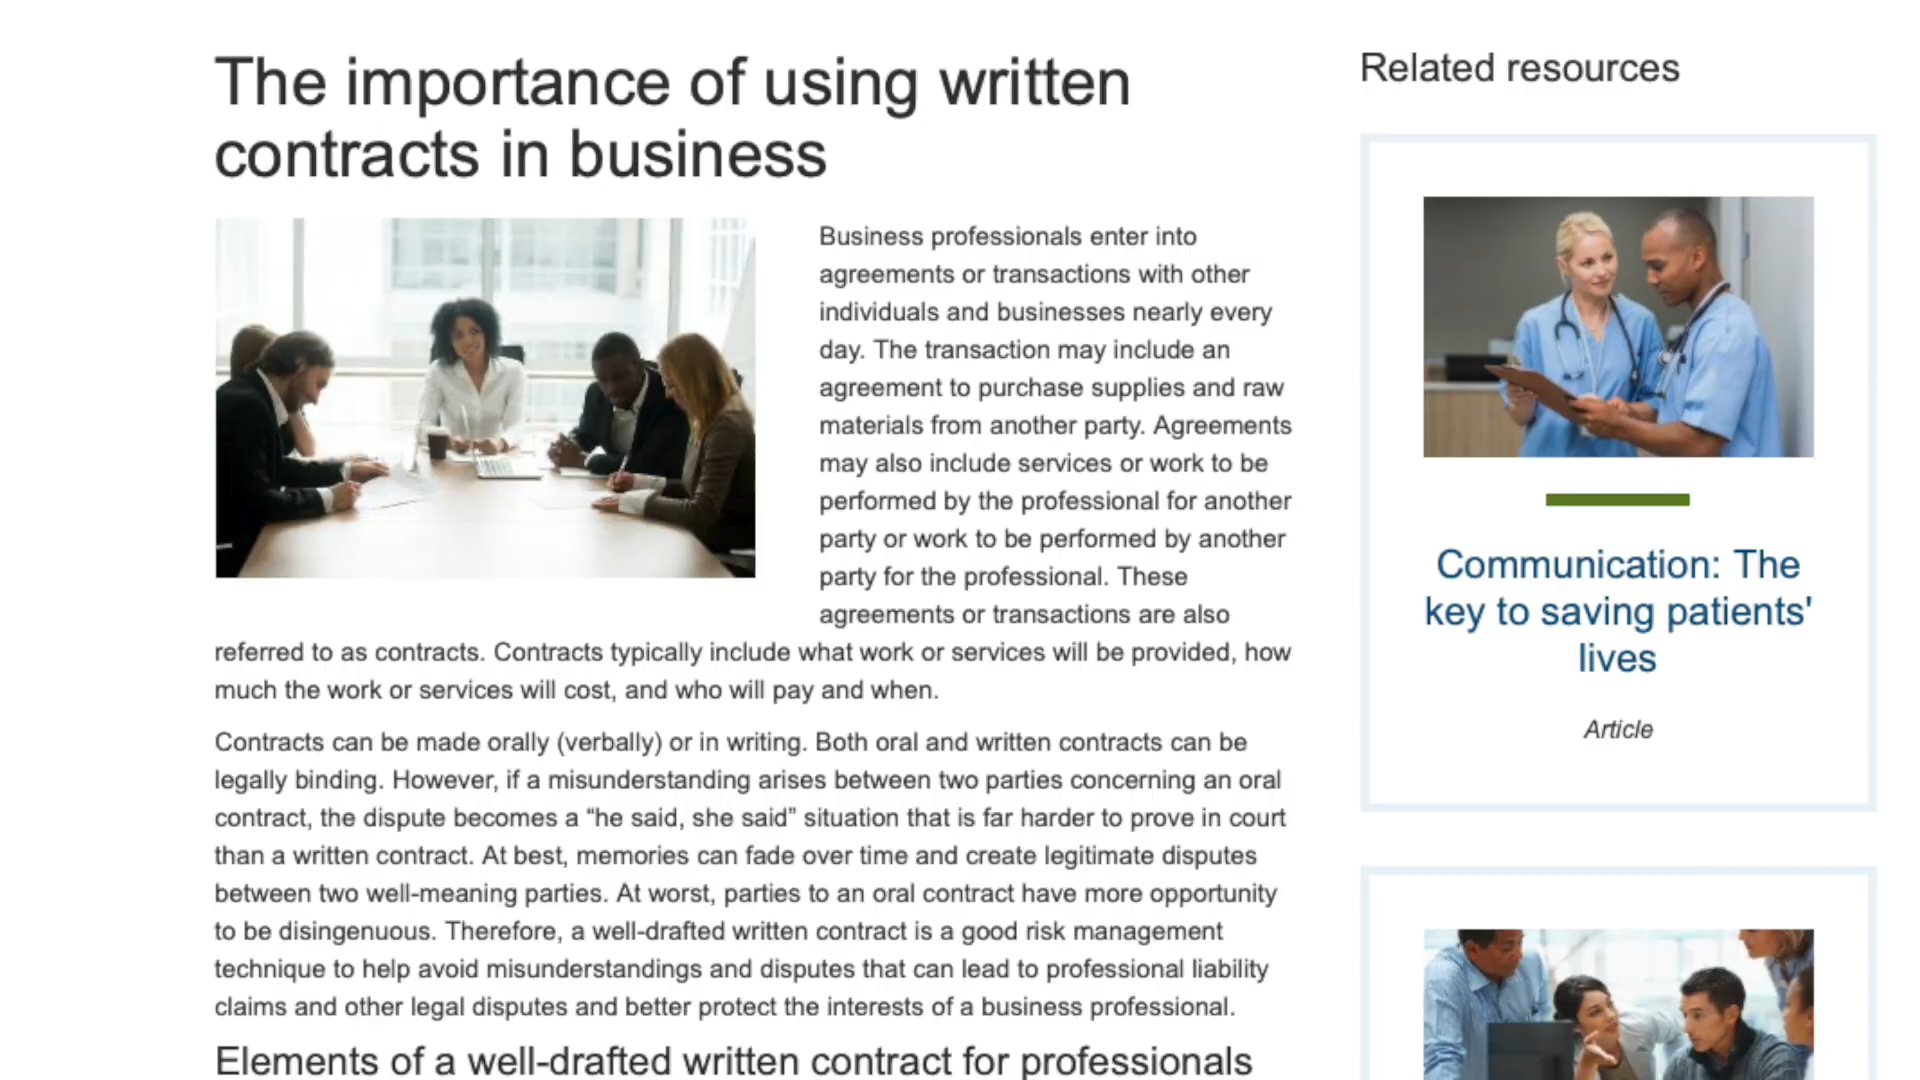 The importance of using written
contracts in business
Business professionals enter into
agreements or transactions with other
individuals and businesses nearly every
day. The transaction may include an
agreement to purchase supplies and raw
materials from another party. Agreements
may also include services or work to be
performed by the professional for another
party or work to be performed by another
party for the professional. These
agreements or transactions are also
referred to as contracts. Contracts typically include what work or services will be provided, how
much the work or services will cost, and who will pay and when.
Contracts can be made orally (verbally) or in writing. Both oral and written contracts can be
legally binding. However, if a misunderstanding arises between two parties concerning an oral
contract, the dispute becomes a “he said, she said” situation that is far harder to prove in court
than a written contract. At best, memories can fade over time and create legitimate disputes
between two well-meaning parties. At worst, parties to an oral contract have more opportunity
to be disingenuous. Therefore, a well-drafted written contract is a good risk management
technique to help avoid misunderstandings and disputes that can lead to professional liability
claims and other legal disputes and better protect the interests of a business professional.
Elements of a well-drafted written contract for professionals
Related resources
Communication: The
key to saving patients'
lives
Article